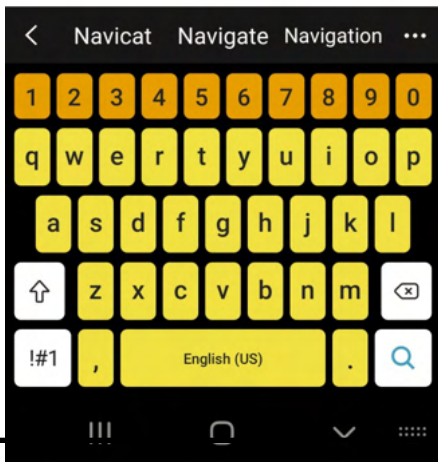 Navicat Navigate Navigation ...
1 2 3 4 5 6 7 8 9 0
q w e r t y u i o p
a s d f g h j k l
z x c v b n m
!#1 , English (US) .